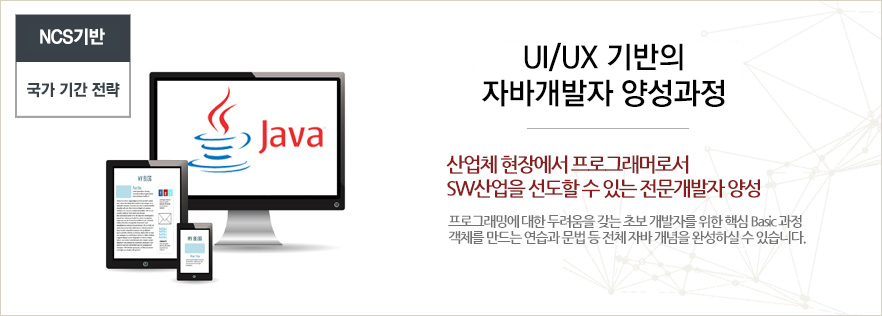 NCS기반
국가 기간 전략
Java
MY BLOG
MY BLOG
UI/UX 기반의
자바개발자 양성과정
산업체 현장에서 프로그래머로서
SW산업을 선도할 수 있는 전문개발자 양성
프로그래밍에 대한 두려움을 갖는 초보 개발자를 위한 핵심 Basic 과정
객체를 만드는 연습과 문법 등 전체 자바 개념을 완성하실 수 있습니다.